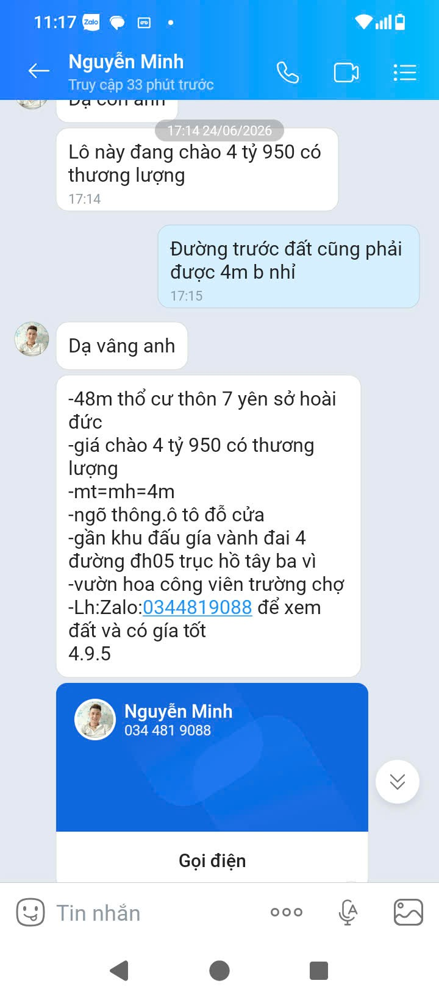 11:17 Zalo
Nguyễn Minh
Truy cập 33 phút trước
Dạ còn anh
17:14 24/06/2026
Lô này đang chào 4 tỷ 950 có
thương lượng
17:14
Đường trước đất cũng phải
được 4m b nhỉ
17:15
Dạ vâng anh
-48m thổ cư thôn 7 yên sở hoài
đức
-giá chào 4 tỷ 950 có thương
lượng
-mt=mh=4m
-ngõ thông.ô tô đỗ cửa
-gần khu đấu gía vành đai 4
đường đh05 trục hồ tây ba vì
-vườn hoa công viên trường chợ
-Lh:Zalo:0344819088 để xem
đất và có gía tốt
4.9.5
Nguyễn Minh
034 481 9088
Gọi điện
Tin nhắn